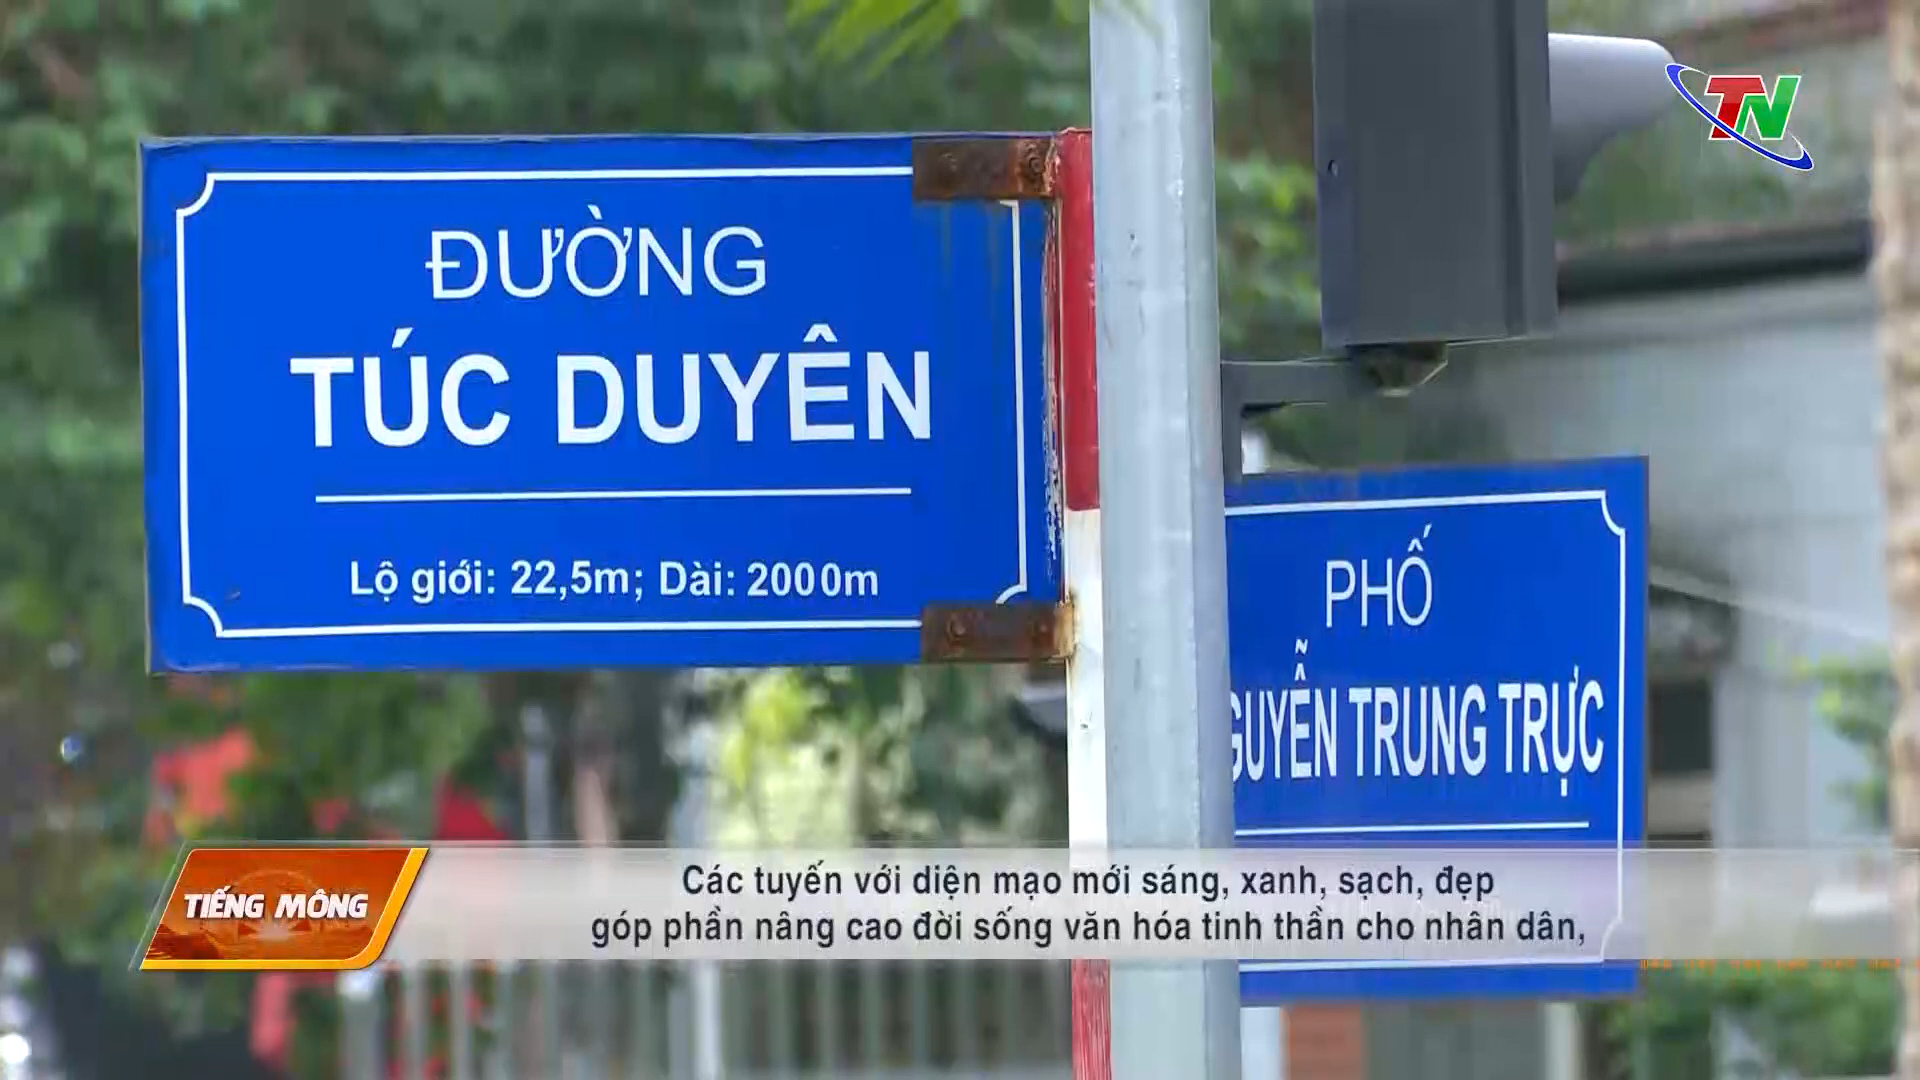 TN
ĐƯỜNG
TÚC DUYÊN
Lộ giới: 22,5m; Dài: 2000m
PHỐ
GUYỄN TRUNG TRỰC
TIẾNG MÔNG
Các tuyến với diện mạo mới sáng, xanh, sạch, đẹp
góp phần nâng cao đời sống văn hóa tinh thần cho nhân dân,